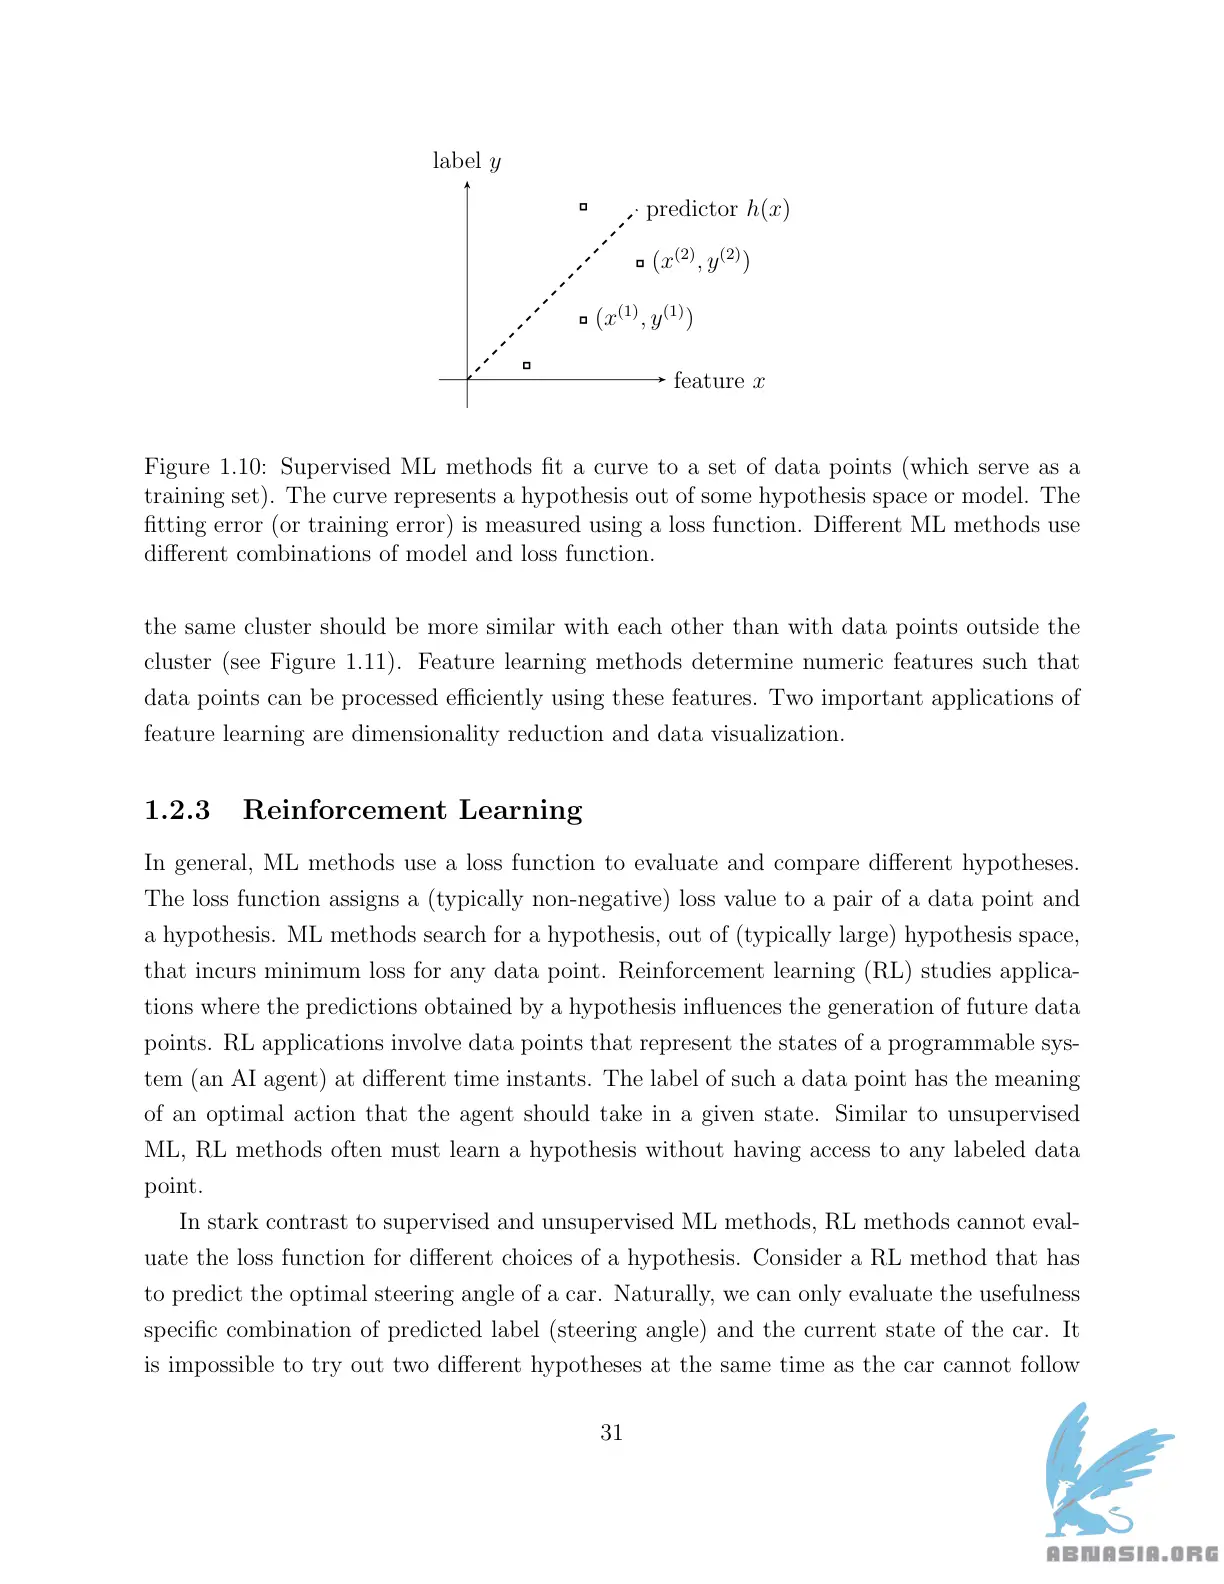 label y
predictor h(x)
(x^(2), y^(2))
(x^(1), y^(1))
feature x
Figure 1.10: Supervised ML methods fit a curve to a set of data points (which serve as a
training set). The curve represents a hypothesis out of some hypothesis space or model. The
fitting error (or training error) is measured using a loss function. Different ML methods use
different combinations of model and loss function.
the same cluster should be more similar with each other than with data points outside the
cluster (see Figure 1.11). Feature learning methods determine numeric features such that
data points can be processed efficiently using these features. Two important applications of
feature learning are dimensionality reduction and data visualization.
1.2.3 Reinforcement Learning
In general, ML methods use a loss function to evaluate and compare different hypotheses.
The loss function assigns a (typically non-negative) loss value to a pair of a data point and
a hypothesis. ML methods search for a hypothesis, out of (typically large) hypothesis space,
that incurs minimum loss for any data point. Reinforcement learning (RL) studies applica-
tions where the predictions obtained by a hypothesis influences the generation of future data
points. RL applications involve data points that represent the states of a programmable sys-
tem (an AI agent) at different time instants. The label of such a data point has the meaning
of an optimal action that the agent should take in a given state. Similar to unsupervised
ML, RL methods often must learn a hypothesis without having access to any labeled data
point.
In stark contrast to supervised and unsupervised ML methods, RL methods cannot eval-
uate the loss function for different choices of a hypothesis. Consider a RL method that has
to predict the optimal steering angle of a car. Naturally, we can only evaluate the usefulness
specific combination of predicted label (steering angle) and the current state of the car. It
is impossible to try out two different hypotheses at the same time as the car cannot follow
31
ABNASIA.ORG